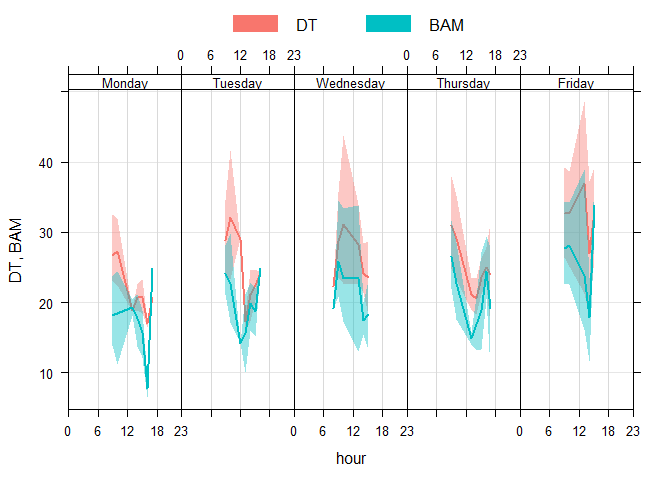 DT BAM
0 6 12 18 23 0 6 12 18 23
Monday Tuesday Wednesday Thursday Friday
40
30
20
10
DT, BAM
0 6 12 18 23 0 6 12 18 23 0 6 12 18 23
hour